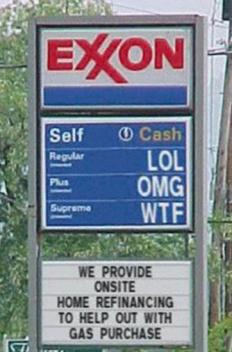 EXXON
Self Cash
Regular LOL
Plus OMG
Supreme WTF
WE PROVIDE
ONSITE
HOME REFINANCING
TO HELP OUT WITH
GAS PURCHASE